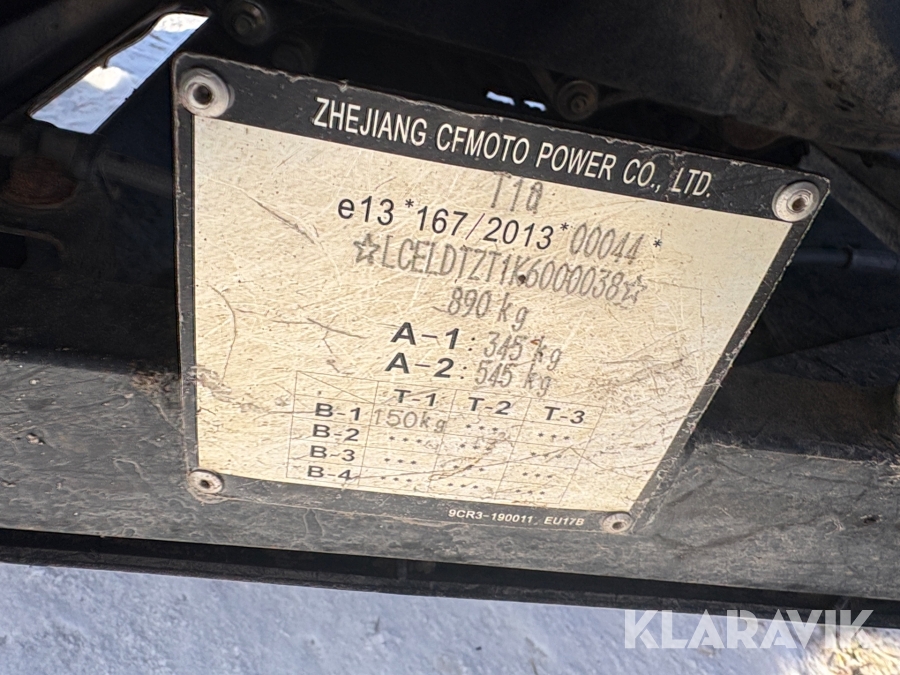 ZHEJIANG CFMOTO POWER CO., LTD.
T1a
e13*167/2013*00044*
☆LCELDTZT1K6000038☆
890 kg
A-1: 345 kg
A-2: 545 kg
T-1 T-2 T-3
B-1 150kg ... ...
B-2 ... ... ...
B-3 ... ... ...
B-4 ... ... ...
9CR3-190011, EU17B
KLARAVIK